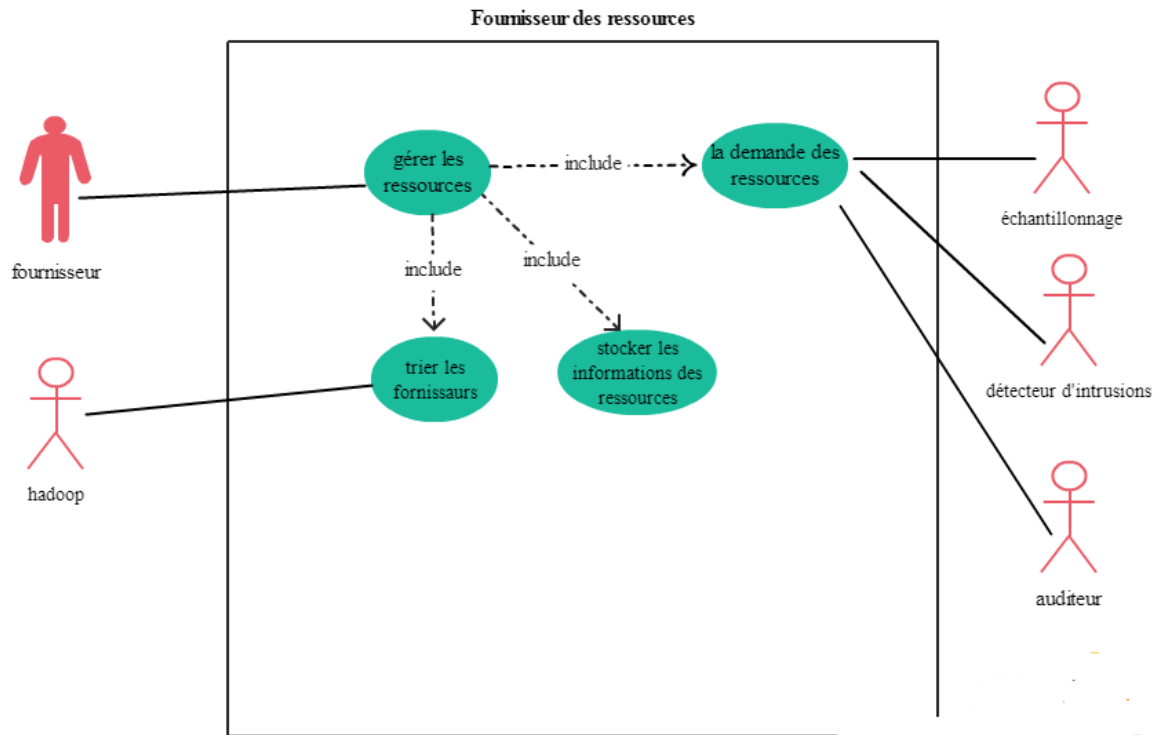 Fournisseur des ressources
gérer les
ressources
include
la demande des
ressources
échantillonnage
fournisseur
include
include
trier les
fornissaurs
stocker les
informations des
ressources
détecteur d'intrusions
hadoop
auditeur